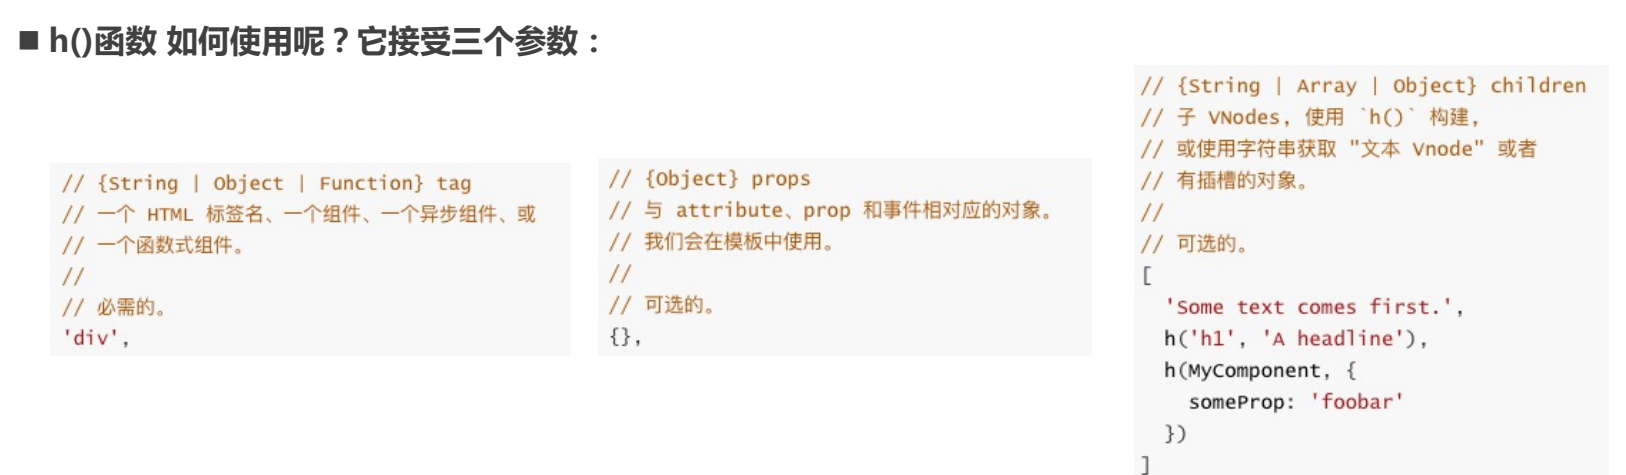 ■ h()函数 如何使用呢？它接受三个参数：
// {String | Object | Function} tag
// 一个 HTML 标签名、一个组件、一个异步组件、或
// 一个函数式组件。
//
// 必需的。
'div',
// {Object} props
// 与 attribute、prop 和事件相对应的对象。
// 我们会在模板中使用。
//
// 可选的。
{},
// {String | Array | Object} children
// 子 VNodes, 使用 `h()` 构建,
// 或使用字符串获取 "文本 Vnode" 或者
// 有插槽的对象。
//
// 可选的。
[
  'Some text comes first.',
  h('h1', 'A headline'),
  h(MyComponent, {
    someProp: 'foobar'
  })
]